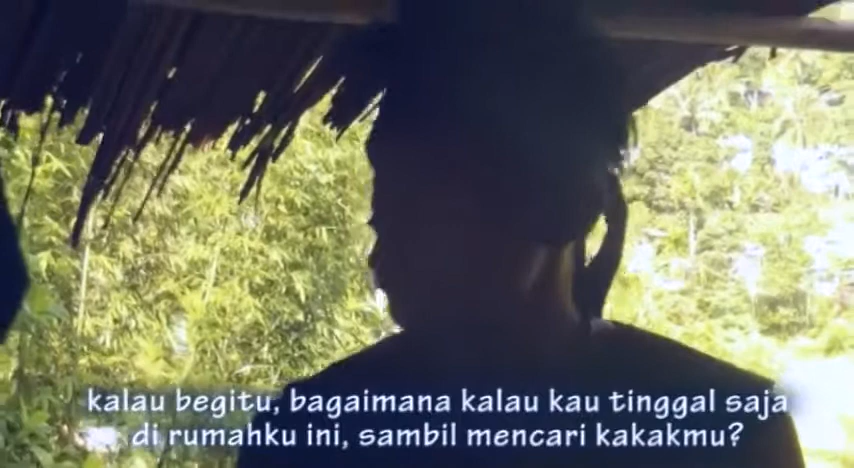 kalau begitu, bagaimana kalau kau tinggal saja
di rumahku ini, sambil mencari kakakmu?